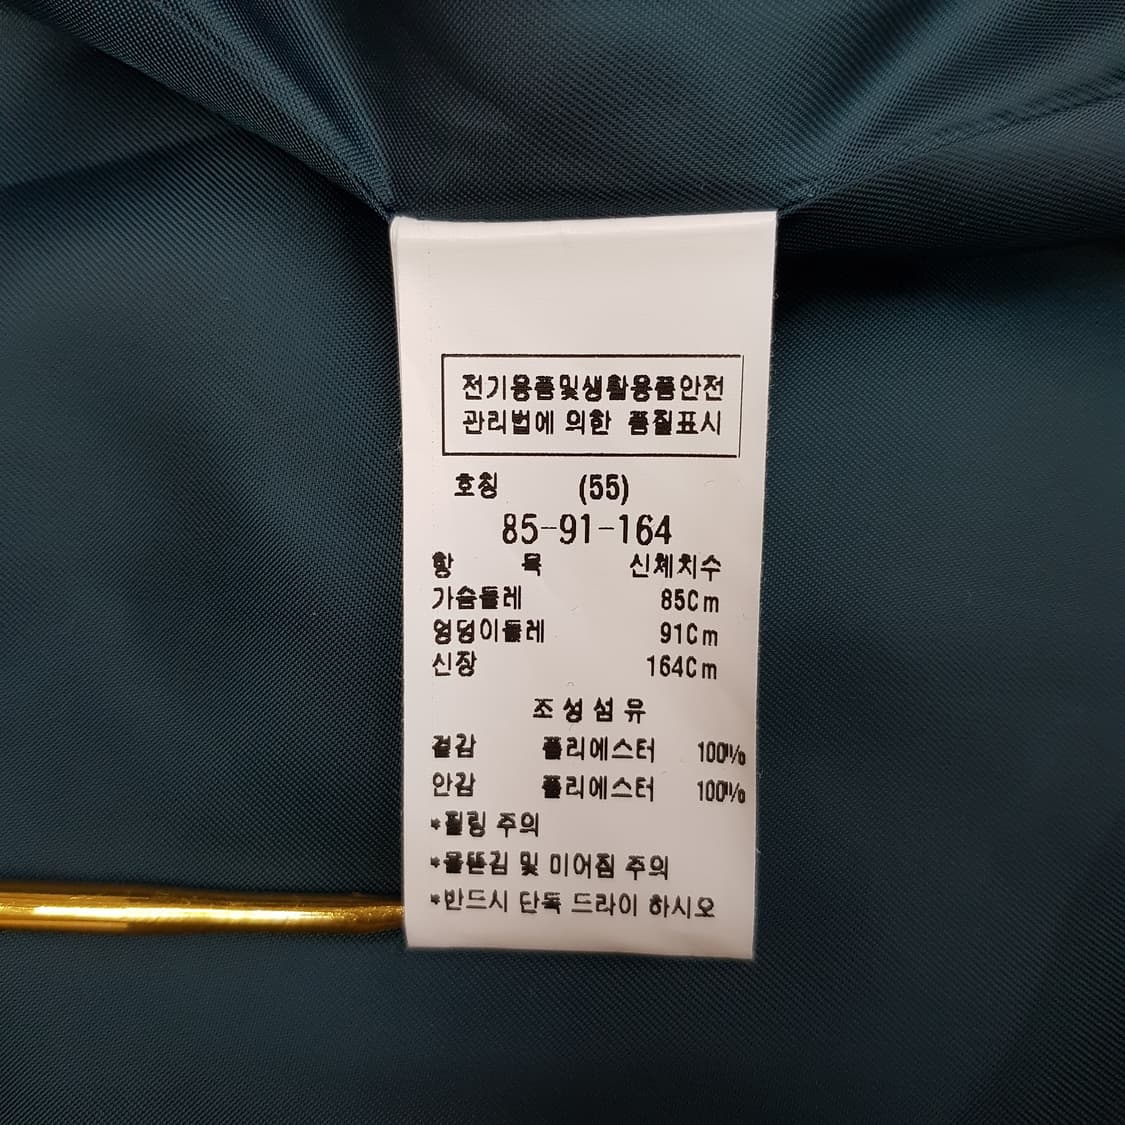 전기용품및생활용품안전
관리법에 의한 품질표시
호칭 (55)
85-91-164
항 목 신체치수
가슴둘레 85Cm
엉덩이둘레 91Cm
신장 164Cm
조성섬유
겉감 폴리에스터 100%
안감 폴리에스터 100%
*필링 주의
*올뜯김 및 미어짐 주의
*반드시 단독 드라이 하시오